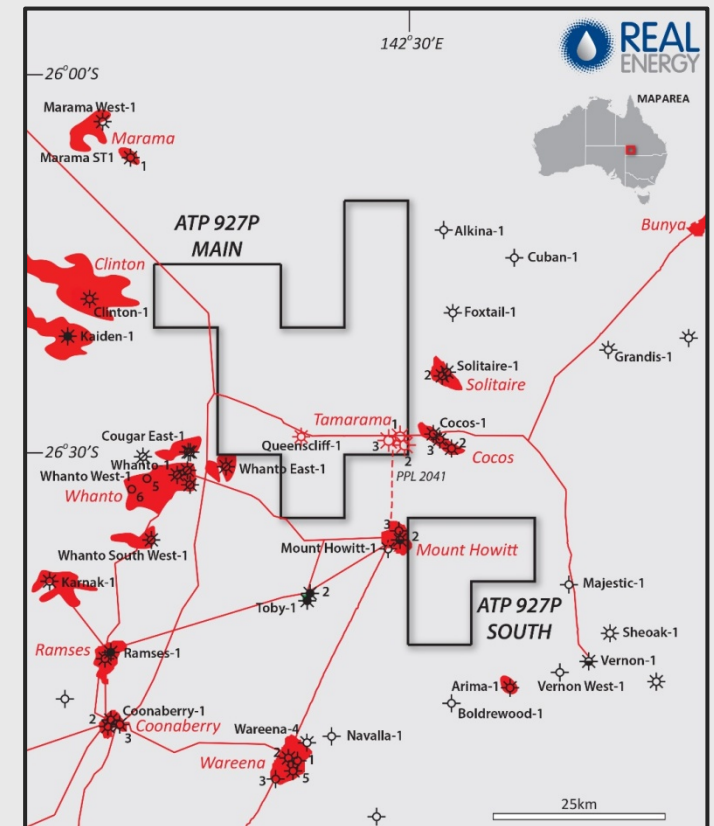 142°30'E
REAL
ENERGY
26°00'S
MAPAREA
Marama West-1
Marama
Marama ST1
1
ATP 927P
MAIN
Alkina-1
Bunya
Cuban-1
Clinton
Clinton-1
Foxtail-1
Kaiden-1
Grandis-1
Solitaire-1
2
Solitaire
Tamarama
1
Cocos-1
Cougar East-1
Queenscliff-1
3
2
3
2
Cocos
26°30'S
PPL 2041
Whanto-1
Whanto East-1
Whanto West-1
5
6
Whanto
3
2
Whanto South West-1
Mount Howitt-1
Mount Howitt
Karnak-1
2
Toby-1
Majestic-1
ATP 927P
SOUTH
Sheoak-1
Ramses
Ramses-1
Vernon-1
Arima-1
Vernon West-1
Coonaberry-1
2
Coonaberry
3
Boldrewood-1
Wareena-4
Navalla-1
2
1
Wareena
3
5
25km